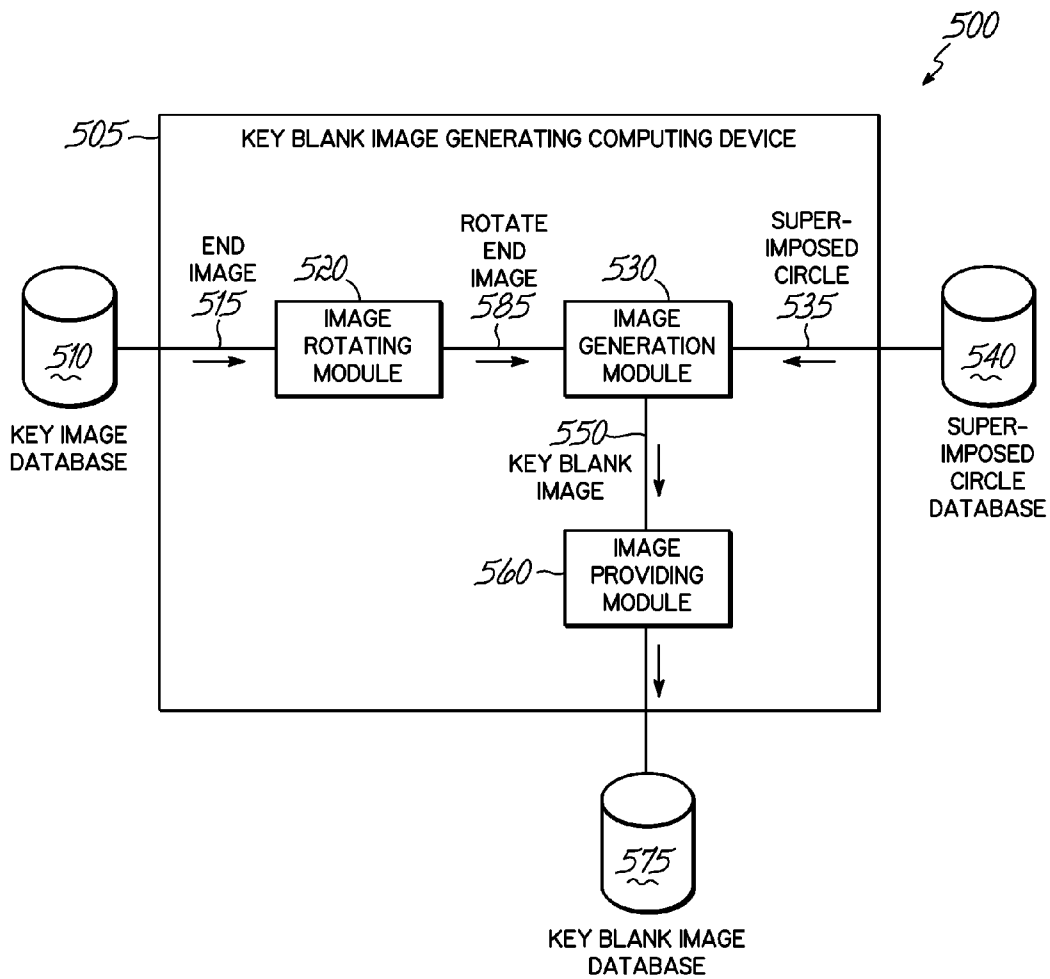 500
505
KEY BLANK IMAGE GENERATING COMPUTING DEVICE
END
IMAGE
515
520
IMAGE
ROTATING
MODULE
ROTATE
END
IMAGE
585
530
IMAGE
GENERATION
MODULE
SUPER-
IMPOSED
CIRCLE
535
510
KEY IMAGE
DATABASE
540
SUPER-
IMPOSED
CIRCLE
DATABASE
550
KEY BLANK
IMAGE
560
IMAGE
PROVIDING
MODULE
575
KEY BLANK IMAGE
DATABASE